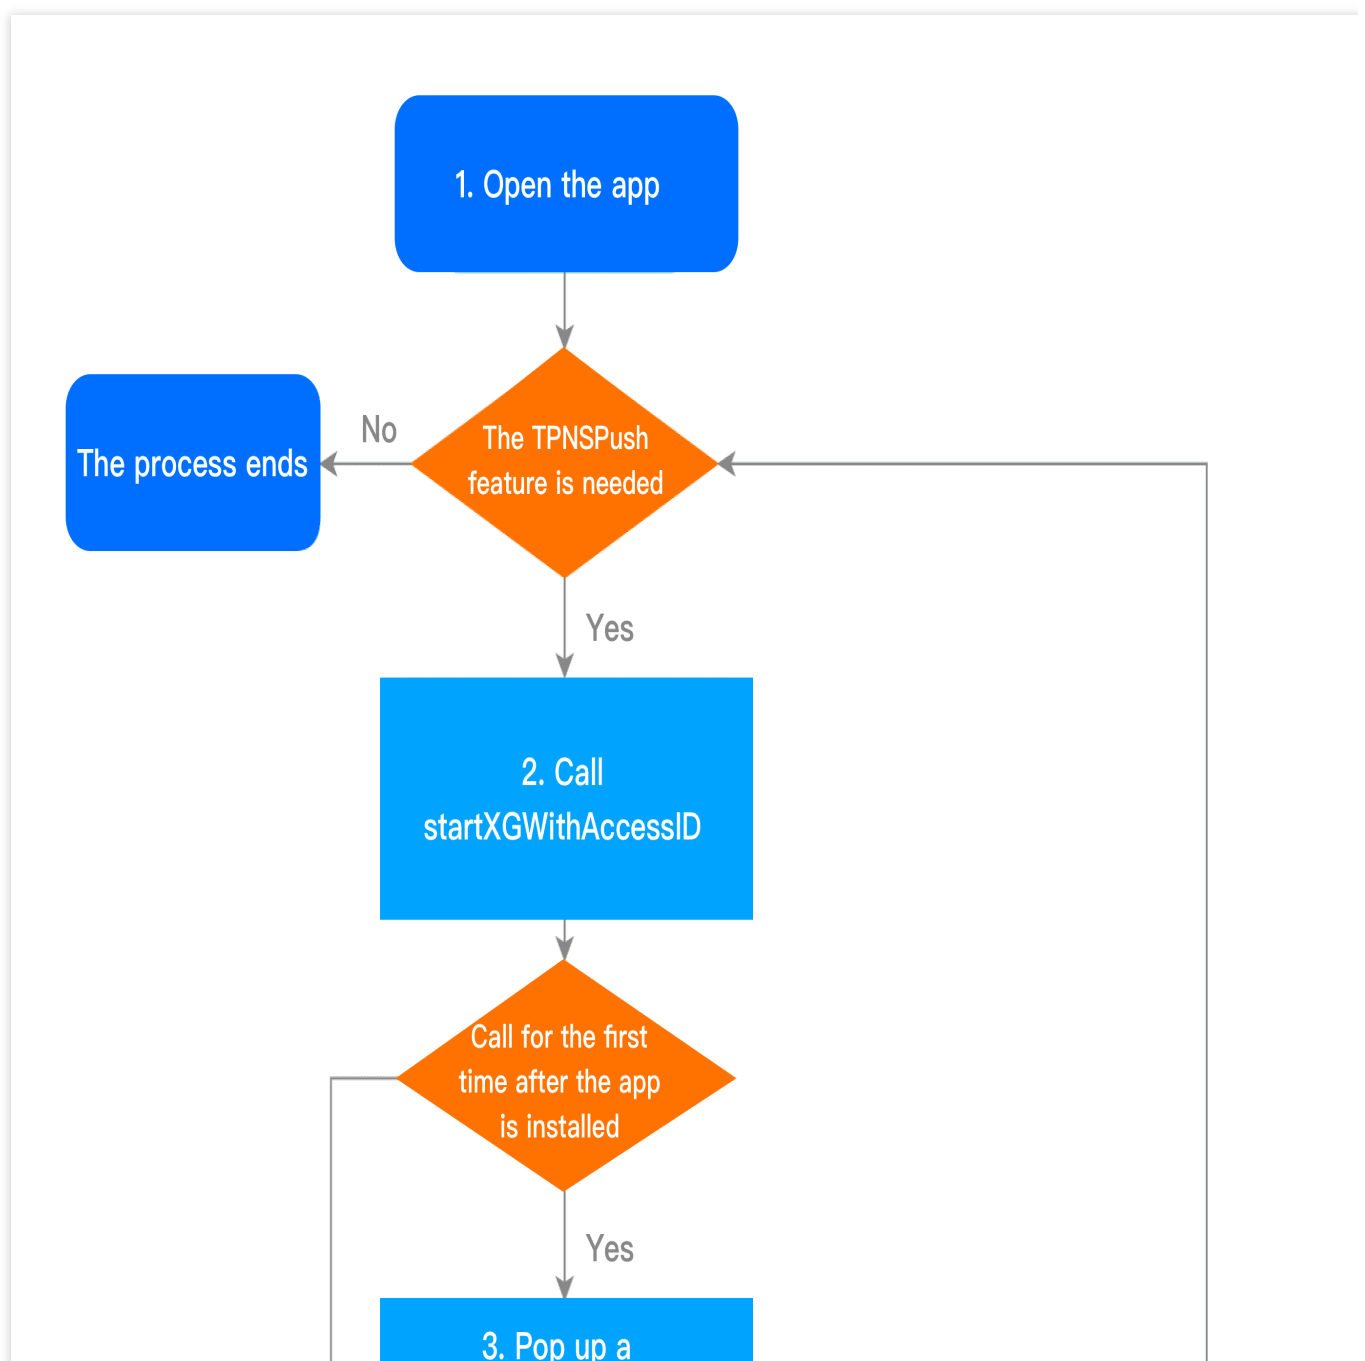 1. Open the app
No
The process ends
The TPNSPush
feature is needed
Yes
2. Call
startXGWithAccessID
Call for the first
time after the app
is installed
Yes
3. Pop up a